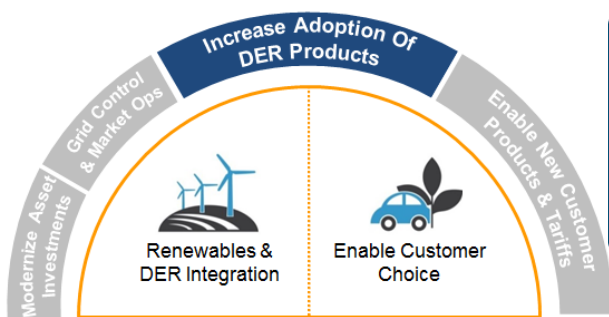 Increase Adoption Of
DER Products
Grid Control
& Market Ops
Enable New Customer
Products & Tariffs
Modernize Asset
Investments
Renewables &
DER Integration
Enable Customer
Choice